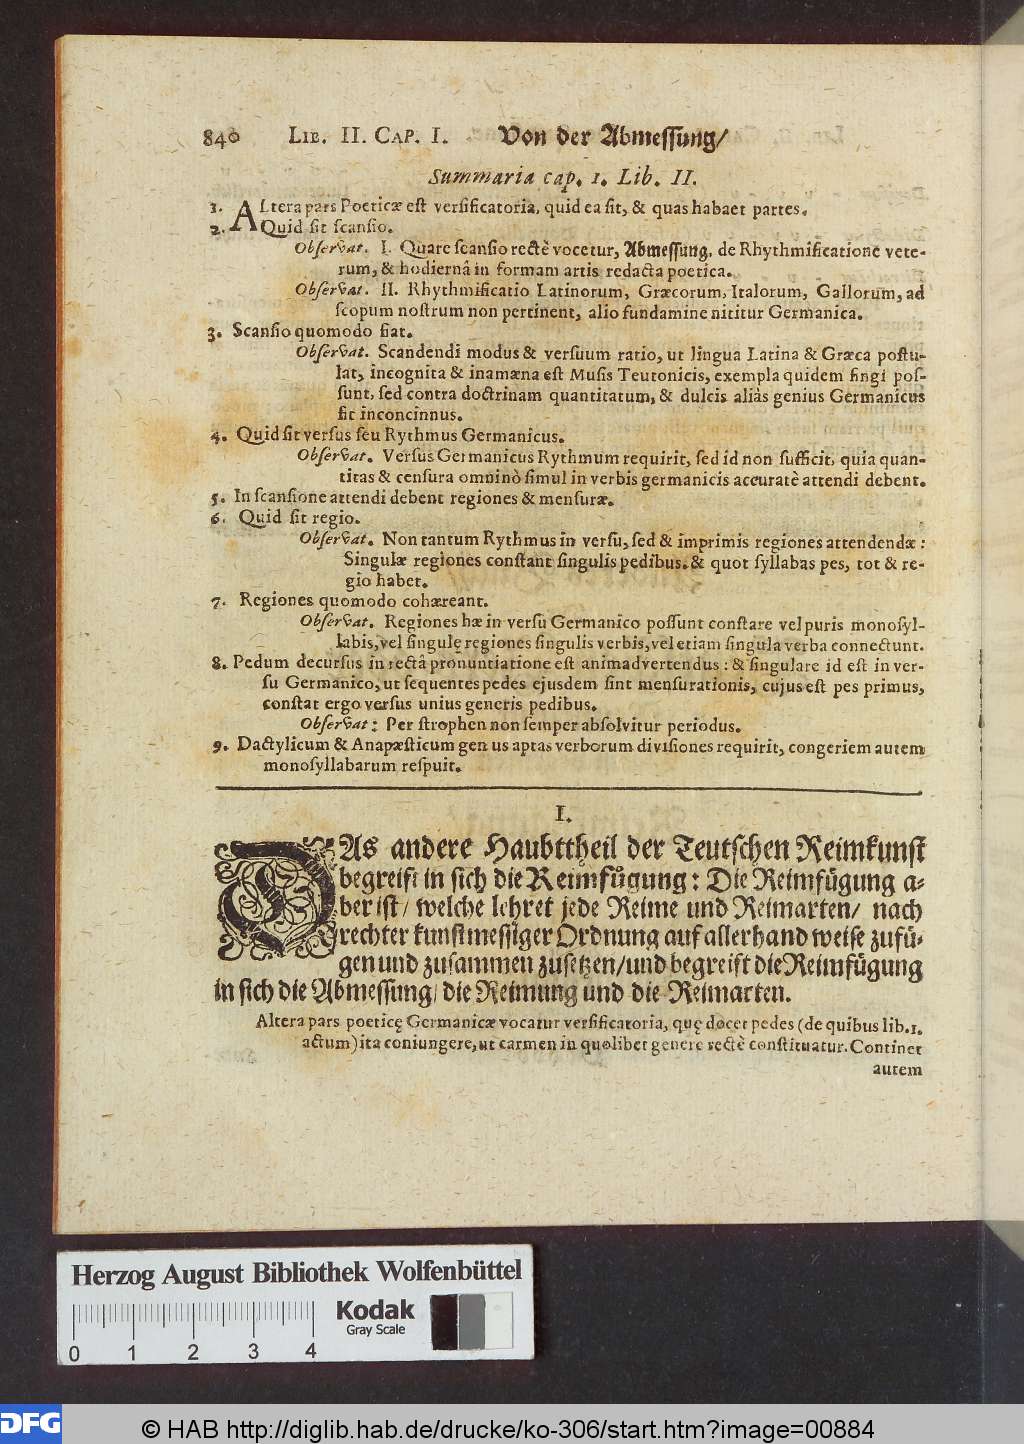 840 LIB. II. CAP. I. Von der Abmessung/
Summaria cap. 1. Lib. II.
1. ALtera pars Poeticæ est versificatoria, quid ea sit, & quas habaet partes.
2. Quid sit scansio.
Observat. I. Quare scansio rectè vocetur, Abmessung, de Rhythmificatione vete-
rum, & hodiernâ in formam artis redacta poetica.
Observat. II. Rhythmificatio Latinorum, Græcorum, Italorum, Gallorum, ad
scopum nostrum non pertinent, alio fundamine nititur Germanica.
3. Scansio quomodo fiat.
Observat. Scandendi modus & versuum ratio, ut lingua Latina & Græca postu-
lat, incognita & inamæna est Musis Teutonicis, exempla quidem fingi pos-
sunt, sed contra doctrinam quantitatum, & dulcis aliàs genius Germanicus
fit inconcinnus.
4. Quid sit versus seu Rythmus Germanicus.
Observat. Versus Germanicus Rythmum requirit, sed id non sufficit, quia quan-
titas & censura omninò simul in verbis germanicis accuratè attendi debent.
5. In scansione attendi debent regiones & mensuræ.
6. Quid sit regio.
Observat. Non tantum Rythmus in versu, sed & imprimis regiones attendendæ:
Singulæ regiones constant singulis pedibus. & quot syllabas pes, tot & re-
gio habet.
7. Regiones quomodo cohæreant.
Observat. Regiones hæ in versu Germanico possunt constare vel puris monosyl-
labis, vel singulę regiones singulis verbis, vel etiam singula verba connectunt.
8. Pedum decursus in rectâ pronuntiatione est animadvertendus: & singulare id est in ver-
su Germanico, ut sequentes pedes ejusdem sint mensurationis, cujus est pes primus,
constat ergo versus unius generis pedibus.
Observat: Per strophen non semper absolvitur periodus.
9. Dactylicum & Anapæsticum genus aptas verborum divisiones requirit, congeriem autem
monosyllabarum respuit.
I.
DAs andere Haubttheil der Teutschen Reimkunst
begreift in sich die Reimfügung: Die Reimfügung a-
ber ist/ welche lehret jede Reime und Reimarten/ nach
rechter kunstmessiger Ordnung auf allerhand weise zufü-
gen und zusammen zusetzen/ und begreift die Reimfügung
in sich die Abmessung/ die Reimung und die Reimarten.
Altera pars poeticę Germanicæ vocatur versificatoria, quę docet pedes (de quibus lib. 1.
actum) ita coniungere, ut carmen in quolibet genere rectè constituatur. Continet
autem
Herzog August Bibliothek Wolfenbüttel
Kodak
Gray Scale
0 1 2 3 4
DFG © HAB http://diglib.hab.de/drucke/ko-306/start.htm?image=00884